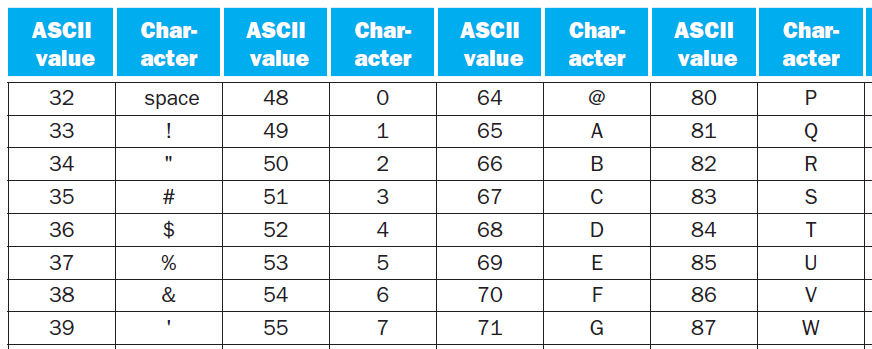 ASCII Char- ASCII Char- ASCII Char- ASCII Char-
value acter value acter value acter value acter
32 space 48 0 64 @ 80 P
33 ! 49 1 65 A 81 Q
34 " 50 2 66 B 82 R
35 # 51 3 67 C 83 S
36 $ 52 4 68 D 84 T
37 % 53 5 69 E 85 U
38 & 54 6 70 F 86 V
39 ' 55 7 71 G 87 W